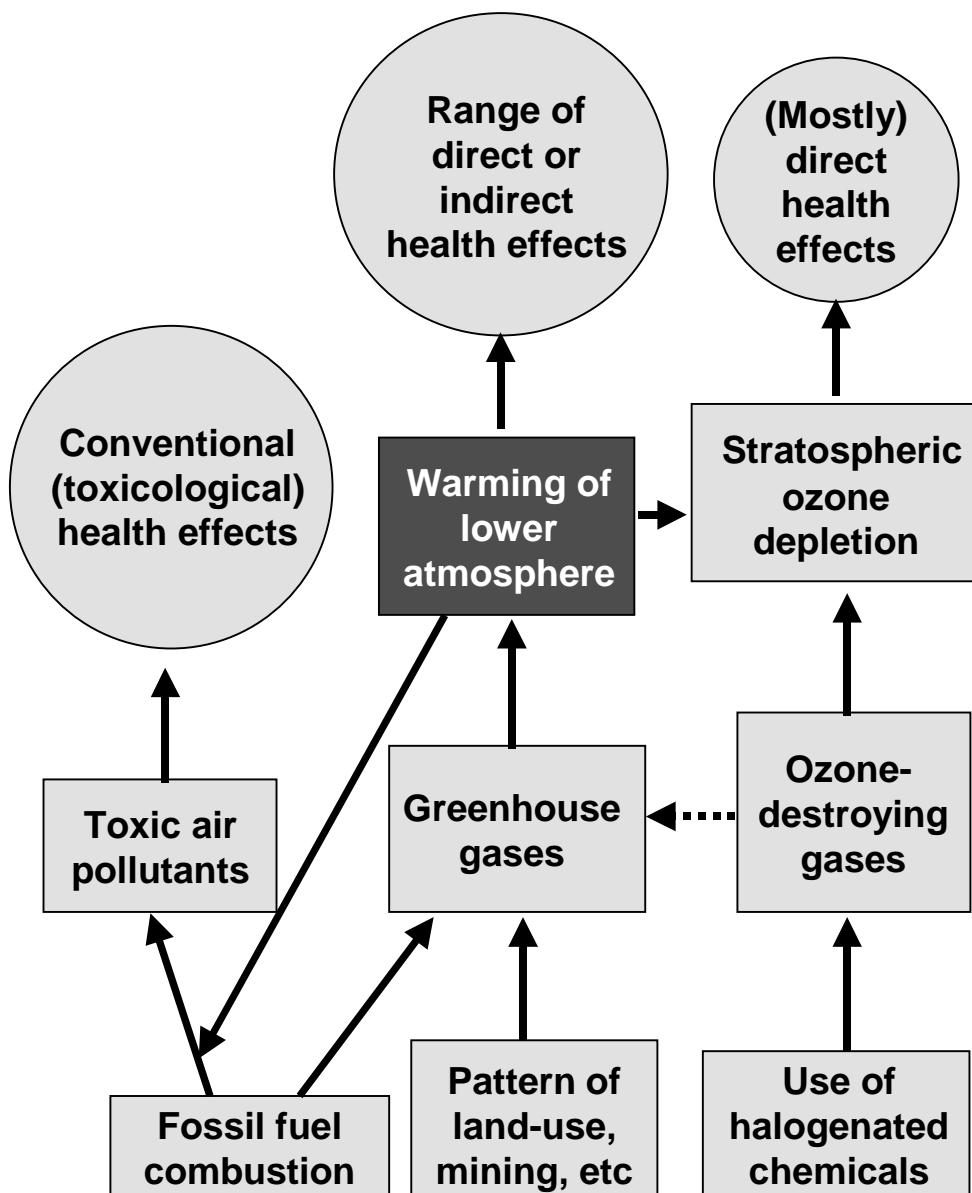 Range of
direct or
indirect
health effects
(Mostly)
direct
health
effects
Conventional
(toxicological)
health effects
Warming of
lower
atmosphere
Stratospheric
ozone
depletion
Toxic air
pollutants
Greenhouse
gases
Ozone-
destroying
gases
Fossil fuel
combustion
Pattern of
land-use,
mining, etc
Use of
halogenated
chemicals